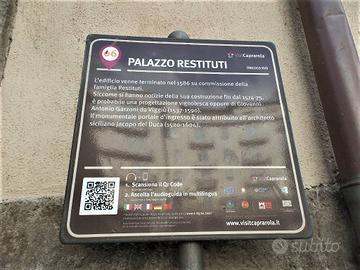 66
VisitCaprarola
PALAZZO RESTITUTI
L'edificio venne terminato nel 1586 su commissione della
famiglia Restituti.
Siccome si hanno notizie della sua costruzione fin dal 1574-75,
è probabile una progettazione vignolesca oppure di Giovanni
Antonio Garzoni da Viggiù (1537-1590).
Il monumentale portale d'ingresso è stato attribuito all'architetto
siciliano Jacopo del Duca (1520-1604).
1. Scansiona il Qr Code
2. Ascolta l'audioguida in multilingua
VisitCaprarola
www.visitcaprarola.it
subito